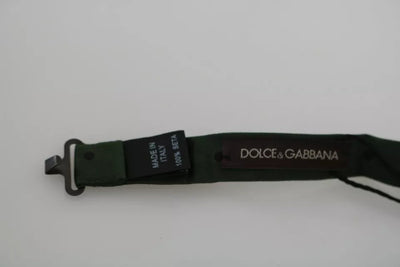 MADE IN
ITALY
100% SETA
DOLCE & GABBANA